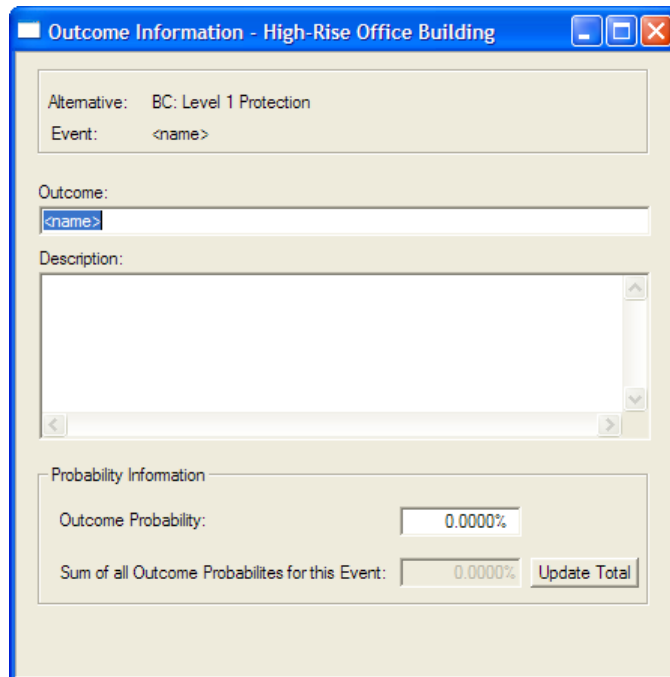 Outcome Information - High-Rise Office Building
Alternative: BC: Level 1 Protection
Event: <name>
Outcome:
<name>
Description:
Probability Information
Outcome Probability: 0.0000%
Sum of all Outcome Probabilites for this Event: 0.0000% Update Total